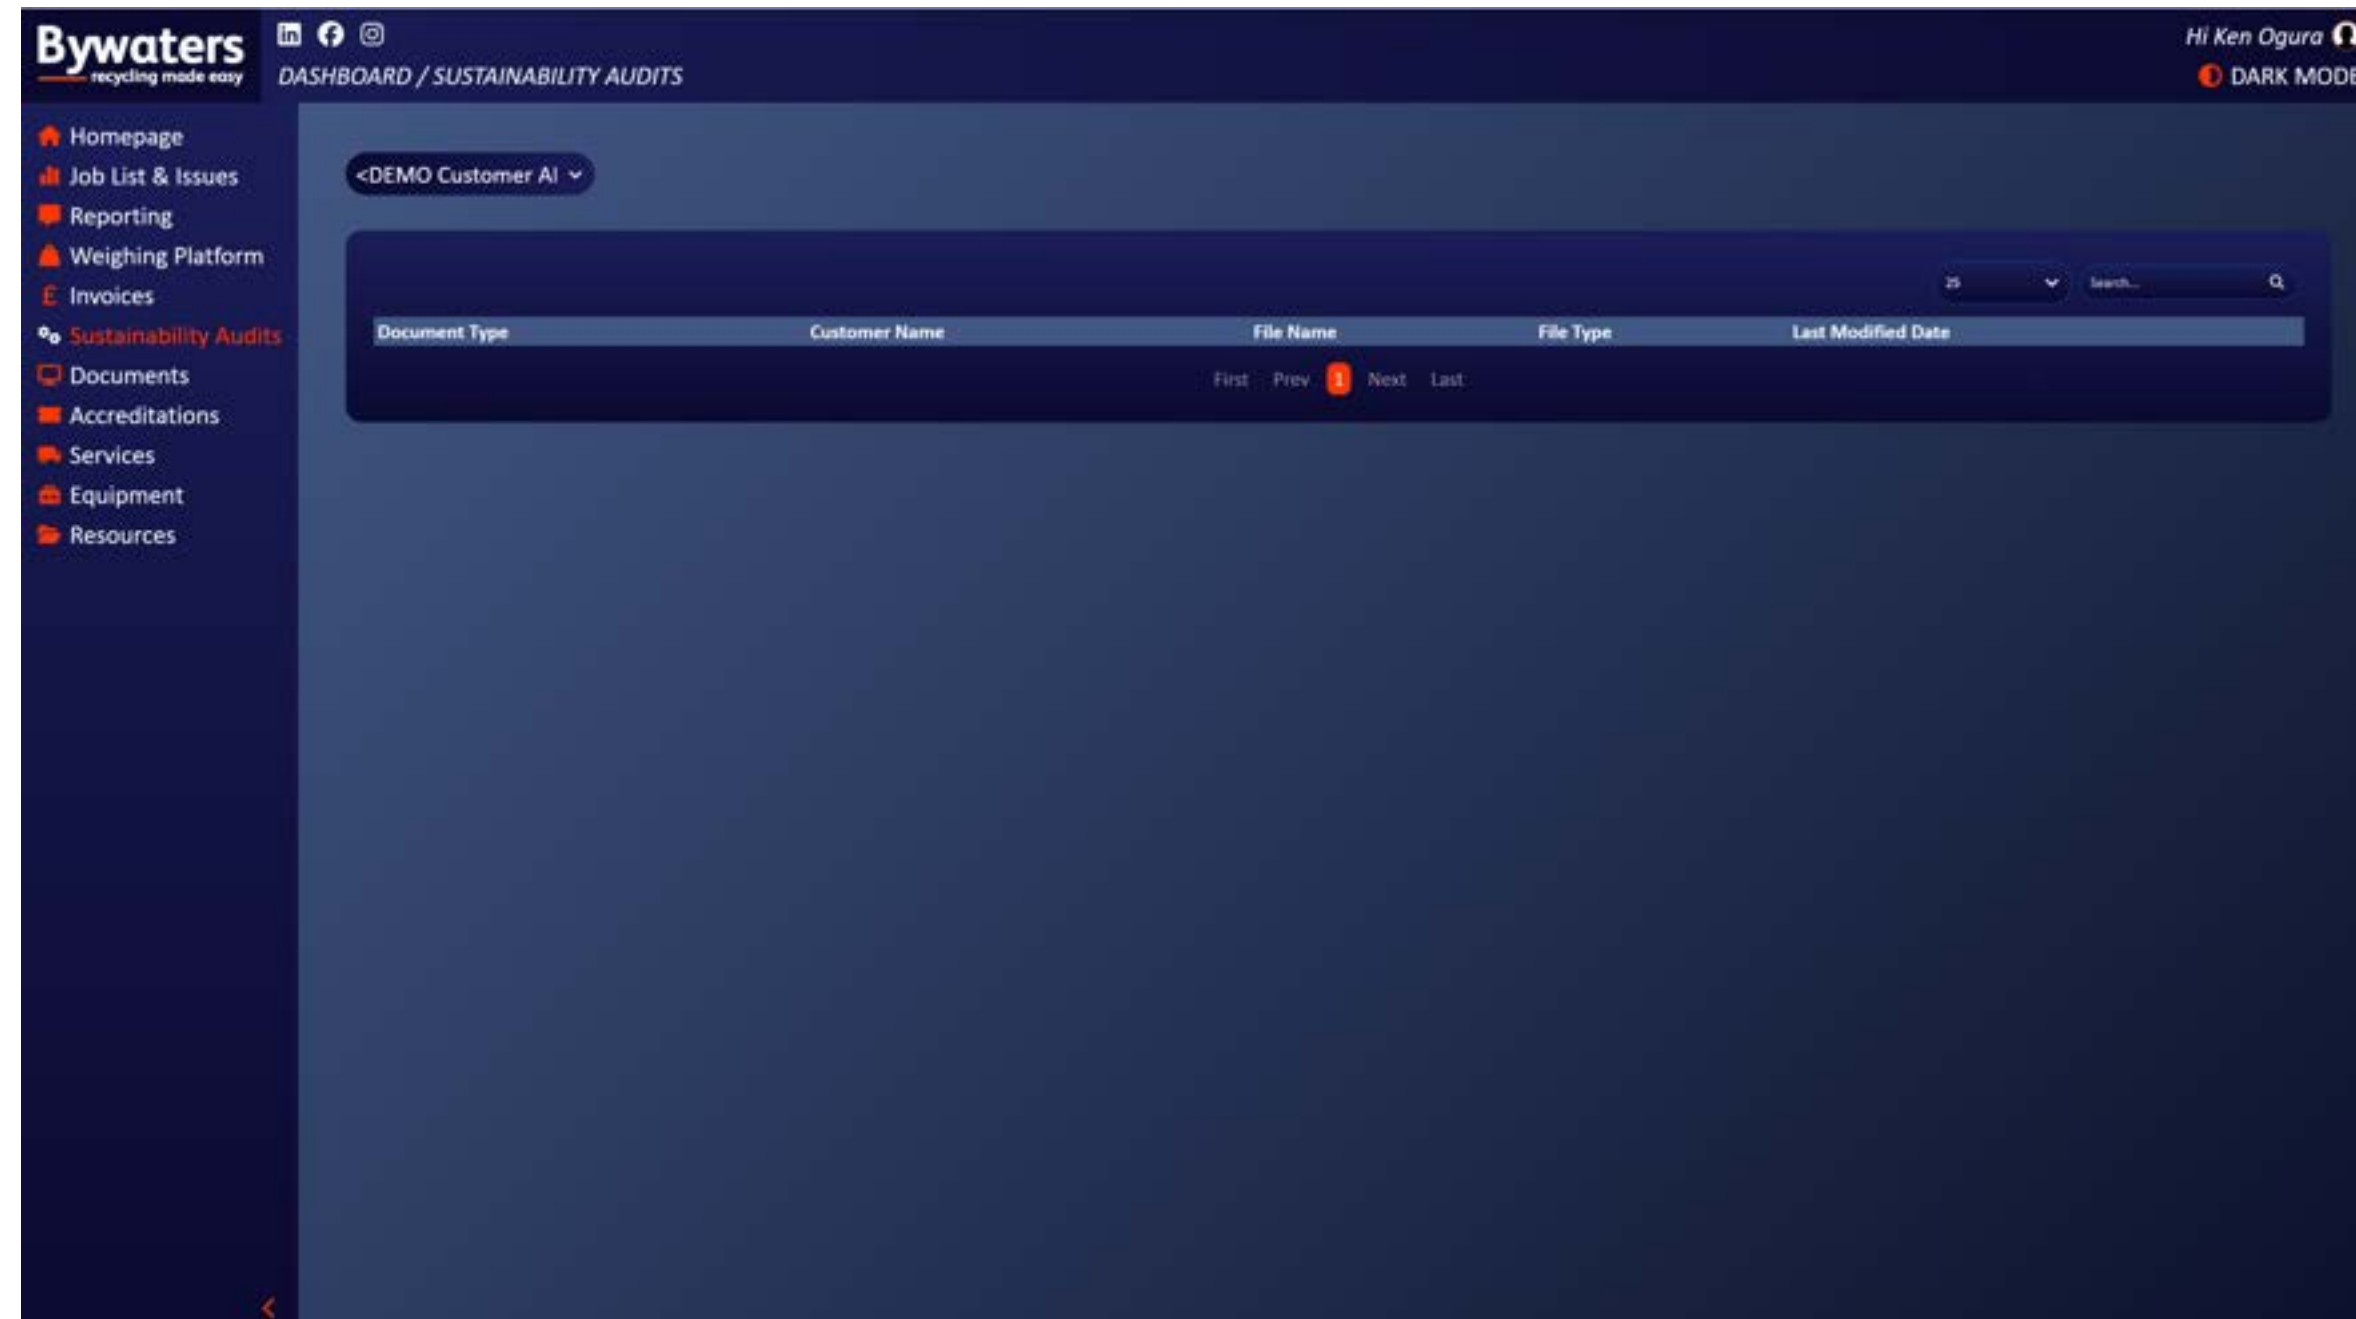 Bywaters
recycling made easy
DASHBOARD / SUSTAINABILITY AUDITS
Hi Ken Ogura
DARK MODE
Homepage
Job List & Issues
Reporting
Weighing Platform
£ Invoices
Sustainability Audits
Documents
Accreditations
Services
Equipment
Resources
<DEMO Customer Al
25
Search...
Document Type Customer Name File Name File Type Last Modified Date
First Prev 1 Next Last